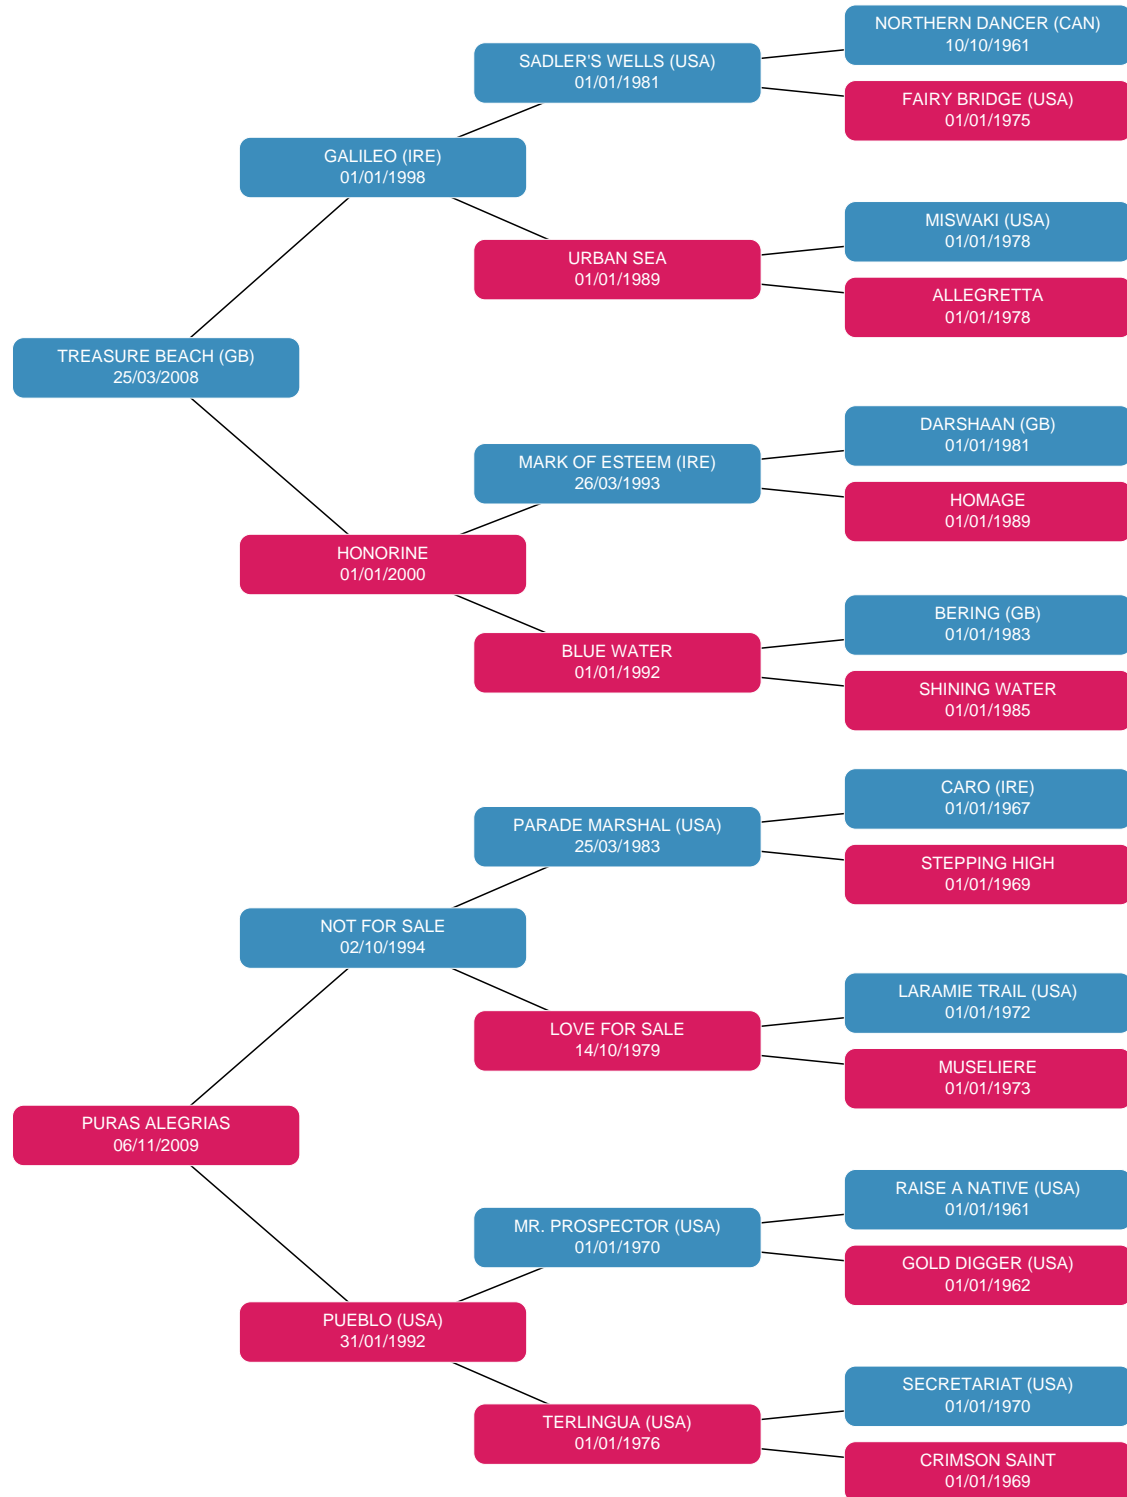 NORTHERN DANCER (CAN)
10/10/1961
SADLER'S WELLS (USA)
01/01/1981
FAIRY BRIDGE (USA)
01/01/1975
GALILEO (IRE)
01/01/1998
MISWAKI (USA)
01/01/1978
URBAN SEA
01/01/1989
ALLEGRETTA
01/01/1978
TREASURE BEACH (GB)
25/03/2008
DARSHAAN (GB)
01/01/1981
MARK OF ESTEEM (IRE)
26/03/1993
HOMAGE
01/01/1989
HONORINE
01/01/2000
BERING (GB)
01/01/1983
BLUE WATER
01/01/1992
SHINING WATER
01/01/1985
CARO (IRE)
01/01/1967
PARADE MARSHAL (USA)
25/03/1983
STEPPING HIGH
01/01/1969
NOT FOR SALE
02/10/1994
LARAMIE TRAIL (USA)
01/01/1972
LOVE FOR SALE
14/10/1979
MUSELIERE
01/01/1973
PURAS ALEGRIAS
06/11/2009
RAISE A NATIVE (USA)
01/01/1961
MR. PROSPECTOR (USA)
01/01/1970
GOLD DIGGER (USA)
01/01/1962
PUEBLO (USA)
31/01/1992
SECRETARIAT (USA)
01/01/1970
TERLINGUA (USA)
01/01/1976
CRIMSON SAINT
01/01/1969